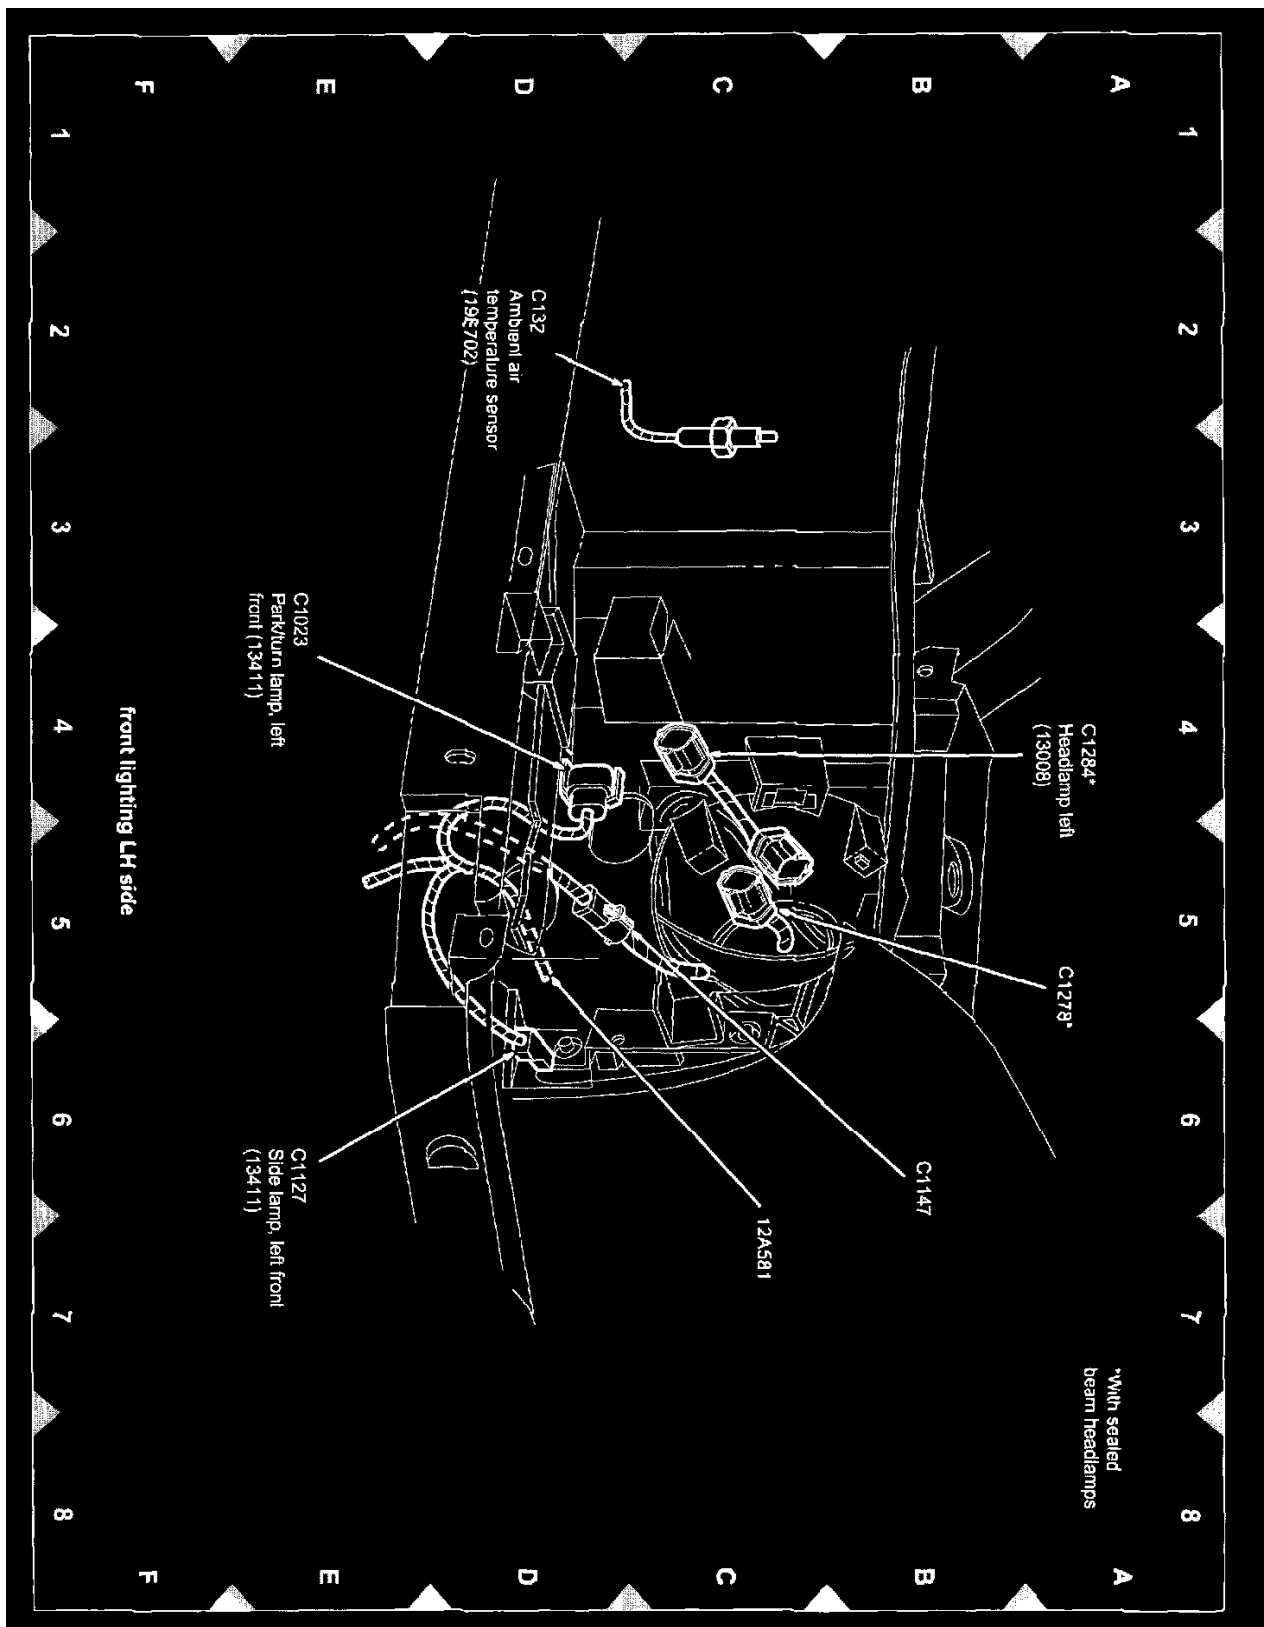 A
B
C
D
E
F
1
2
3
4
5
6
7
8
1
2
3
4
5
6
7
8
A
B
C
D
E
F
*With sealed
beam headlamps
C1284*
Headlamp left
(13008)
C1278*
C1147
12A581
C132
Ambient air
temperature sensor
(19E702)
C1023
Park/turn lamp, left
front (13411)
C1127
Side lamp, left front
(13411)
front lighting LH side